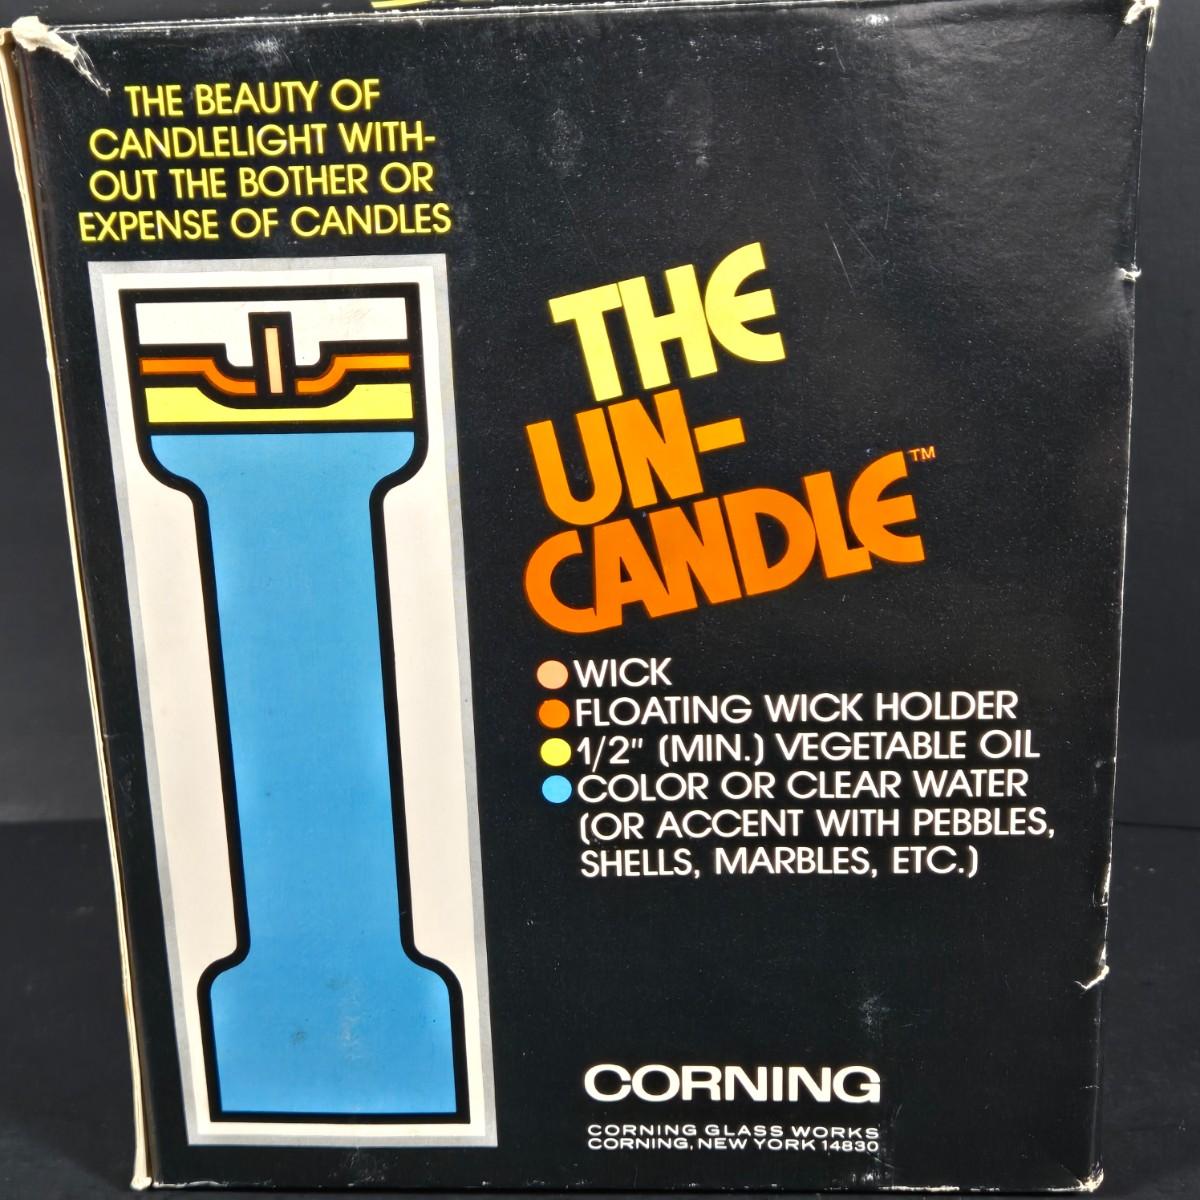 THE BEAUTY OF
CANDLELIGHT WITH-
OUT THE BOTHER OR
EXPENSE OF CANDLES
THE
UN-
CANDLE™
WICK
FLOATING WICK HOLDER
1/2" (MIN.) VEGETABLE OIL
COLOR OR CLEAR WATER
(OR ACCENT WITH PEBBLES,
SHELLS, MARBLES, ETC.)
CORNING
CORNING GLASS WORKS
CORNING, NEW YORK 14830